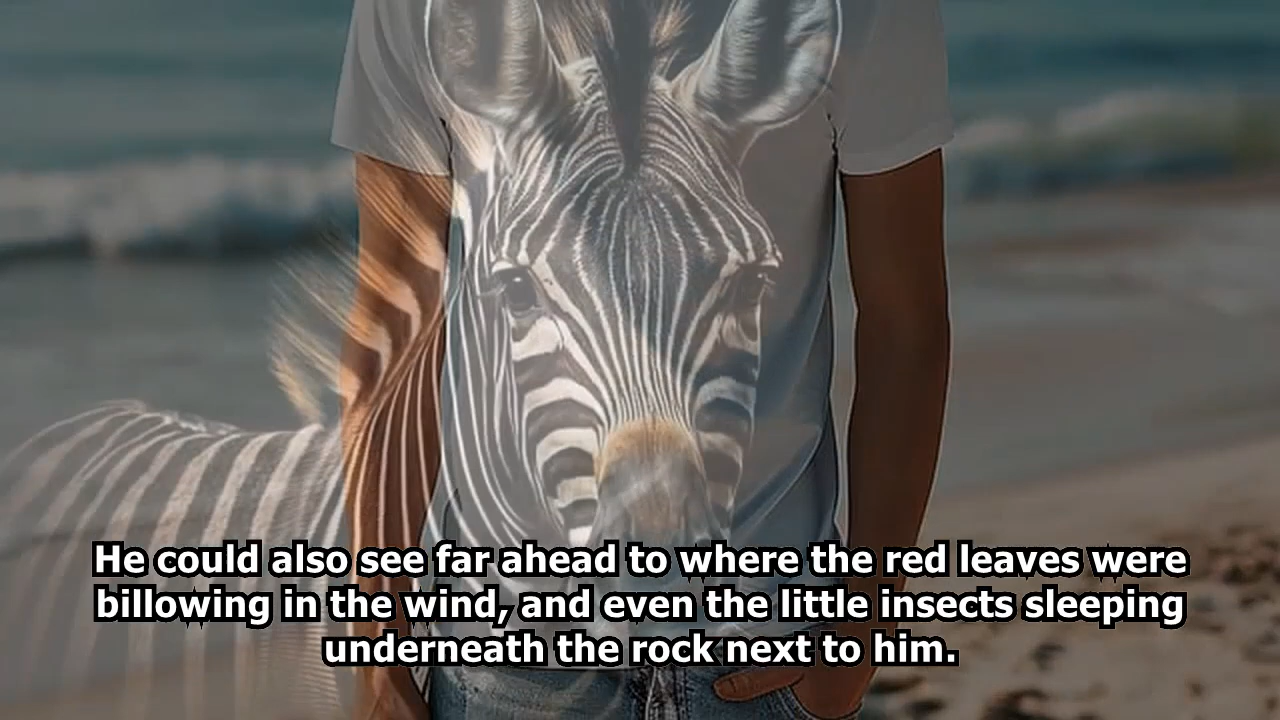 He could also see far ahead to where the red leaves were
billowing in the wind, and even the little insects sleeping
underneath the rock next to him.